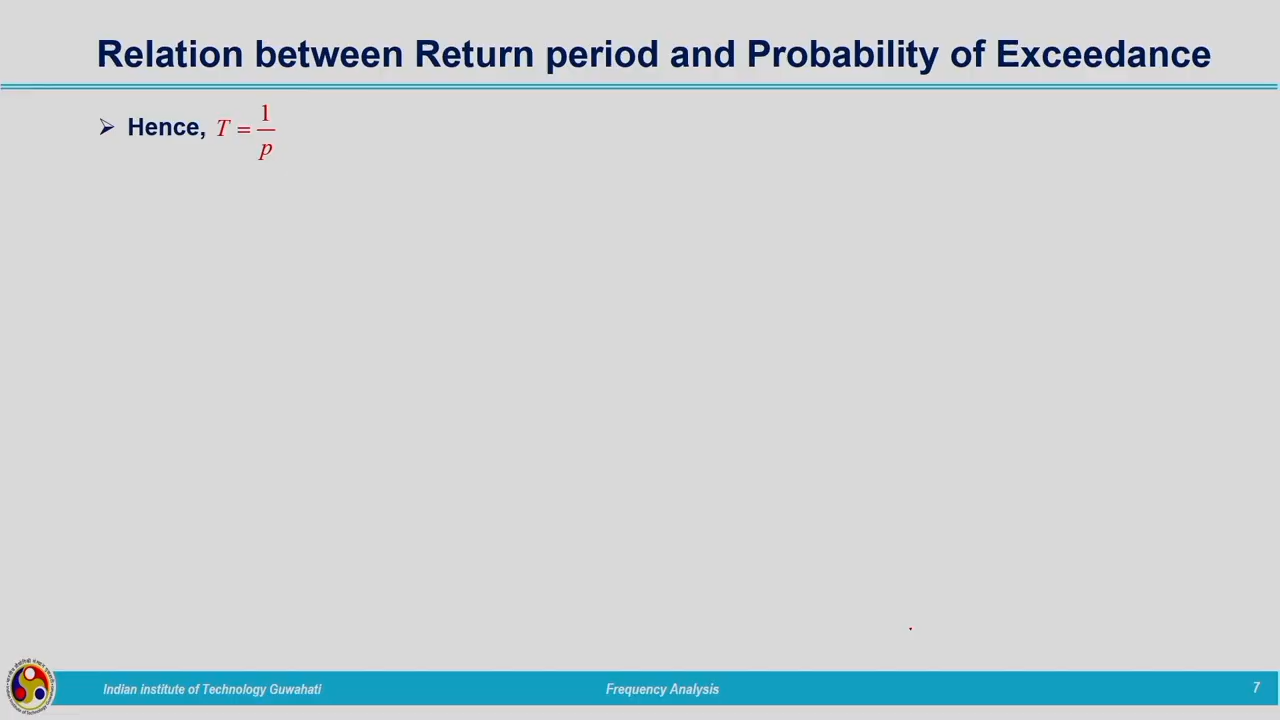 Relation between Return period and Probability of Exceedance
➢ Hence, T = 1/p
Indian institute of Technology Guwahati
Frequency Analysis
7